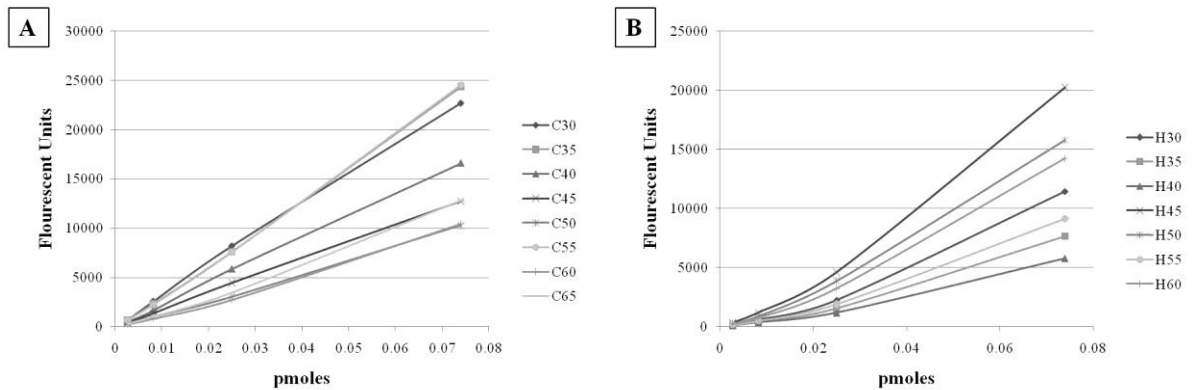 A
Flourescent Units
30000
25000
20000
15000
10000
5000
0
0 0.01 0.02 0.03 0.04 0.05 0.06 0.07 0.08
pmoles
C30
C35
C40
C45
C50
C55
C60
C65
B
Flourescent Units
25000
20000
15000
10000
5000
0
0 0.02 0.04 0.06 0.08
pmoles
H30
H35
H40
H45
H50
H55
H60